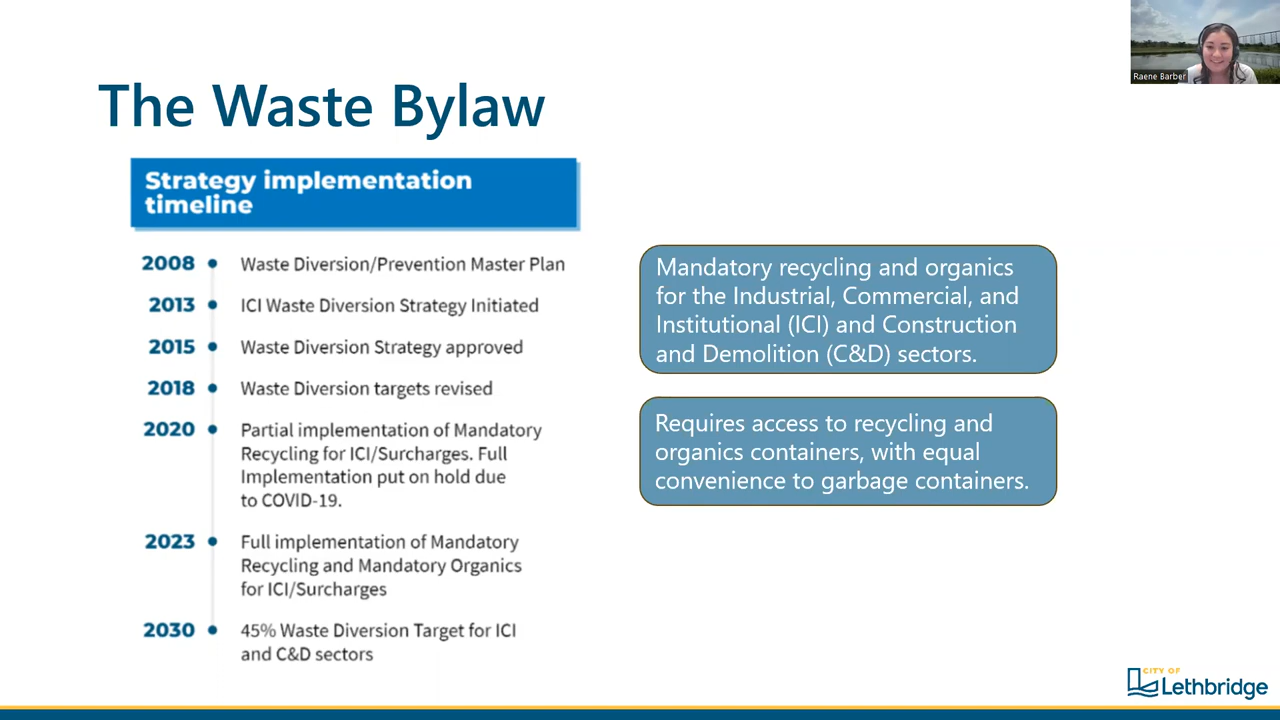 Raene Barber
The Waste Bylaw
Strategy implementation
timeline
2008 Waste Diversion/Prevention Master Plan
2013 ICI Waste Diversion Strategy Initiated
2015 Waste Diversion Strategy approved
2018 Waste Diversion targets revised
2020 Partial implementation of Mandatory
Recycling for ICI/Surcharges. Full
Implementation put on hold due
to COVID-19.
2023 Full implementation of Mandatory
Recycling and Mandatory Organics
for ICI/Surcharges
2030 45% Waste Diversion Target for ICI
and C&D sectors
Mandatory recycling and organics
for the Industrial, Commercial, and
Institutional (ICI) and Construction
and Demolition (C&D) sectors.
Requires access to recycling and
organics containers, with equal
convenience to garbage containers.
CITY OF
Lethbridge